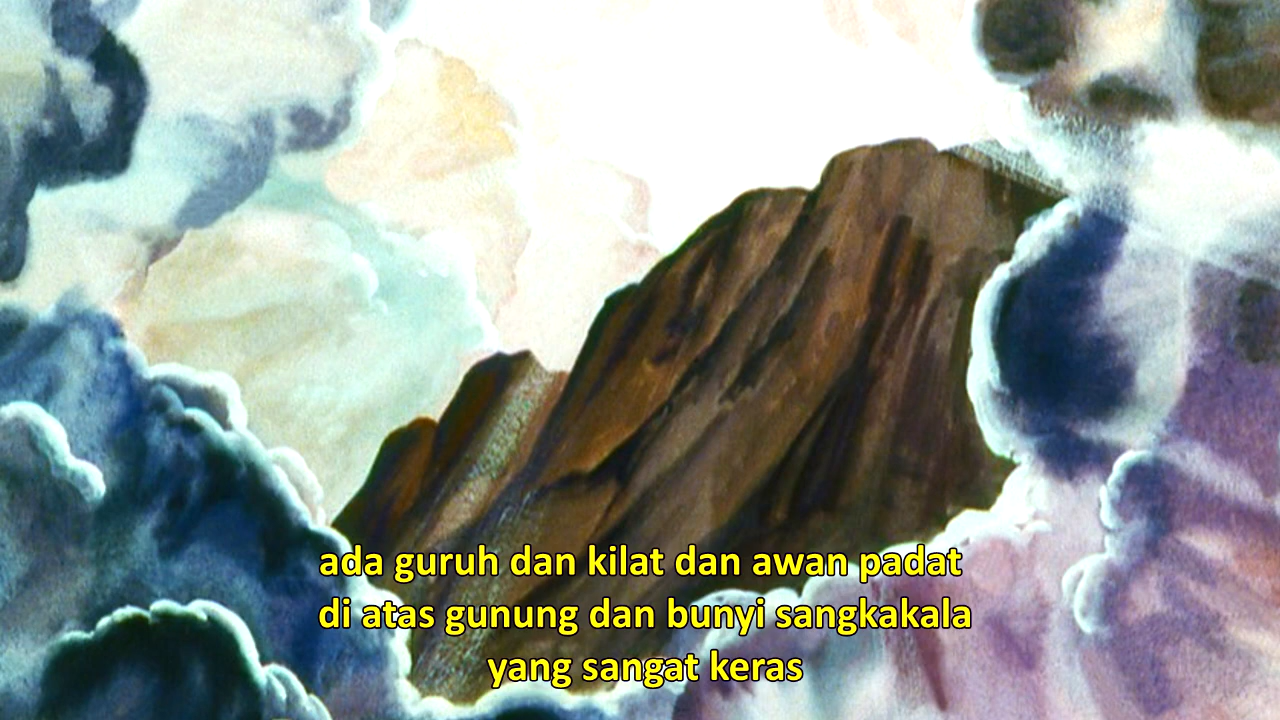 ada guruh dan kilat dan awan padat
di atas gunung dan bunyi sangkakala
yang sangat keras